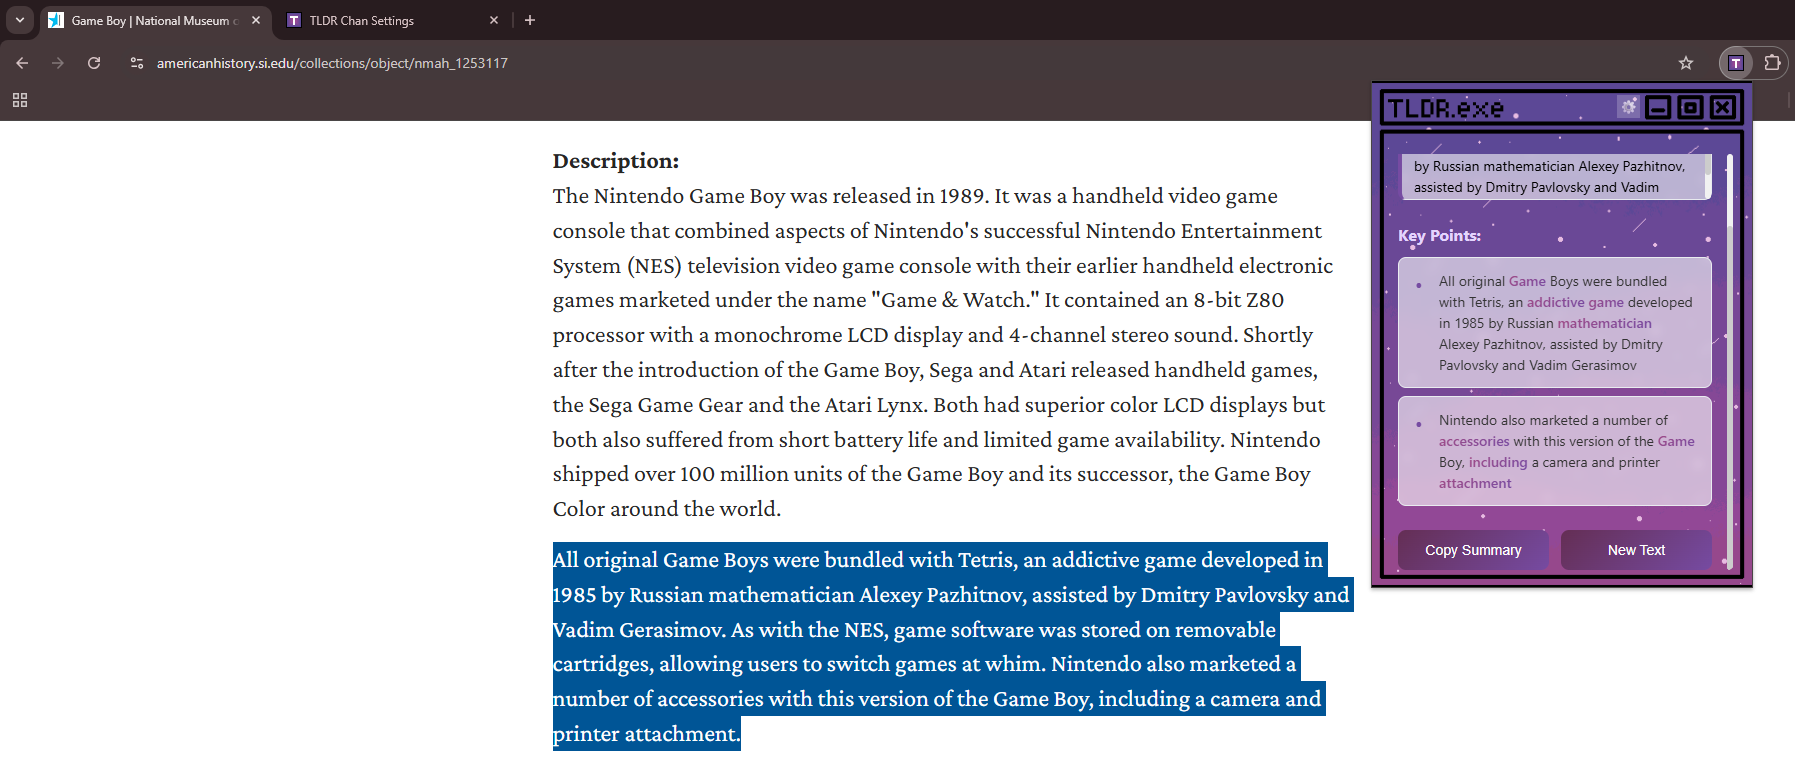 Game Boy | National Museum o
TLDR Chan Settings
americanhistory.si.edu/collections/object/nmah_1253117
T
Description:
The Nintendo Game Boy was released in 1989. It was a handheld video game
console that combined aspects of Nintendo's successful Nintendo Entertainment
System (NES) television video game console with their earlier handheld electronic
games marketed under the name "Game & Watch." It contained an 8-bit Z80
processor with a monochrome LCD display and 4-channel stereo sound. Shortly
after the introduction of the Game Boy, Sega and Atari released handheld games,
the Sega Game Gear and the Atari Lynx. Both had superior color LCD displays but
both also suffered from short battery life and limited game availability. Nintendo
shipped over 100 million units of the Game Boy and its successor, the Game Boy
Color around the world.
All original Game Boys were bundled with Tetris, an addictive game developed in
1985 by Russian mathematician Alexey Pazhitnov, assisted by Dmitry Pavlovsky and
Vadim Gerasimov. As with the NES, game software was stored on removable
cartridges, allowing users to switch games at whim. Nintendo also marketed a
number of accessories with this version of the Game Boy, including a camera and
printer attachment.
TLDR.exe
by Russian mathematician Alexey Pazhitnov,
assisted by Dmitry Pavlovsky and Vadim
Key Points:
• All original Game Boys were bundled
with Tetris, an addictive game developed
in 1985 by Russian mathematician
Alexey Pazhitnov, assisted by Dmitry
Pavlovsky and Vadim Gerasimov
• Nintendo also marketed a number of
accessories with this version of the Game
Boy, including a camera and printer
attachment
Copy Summary
New Text